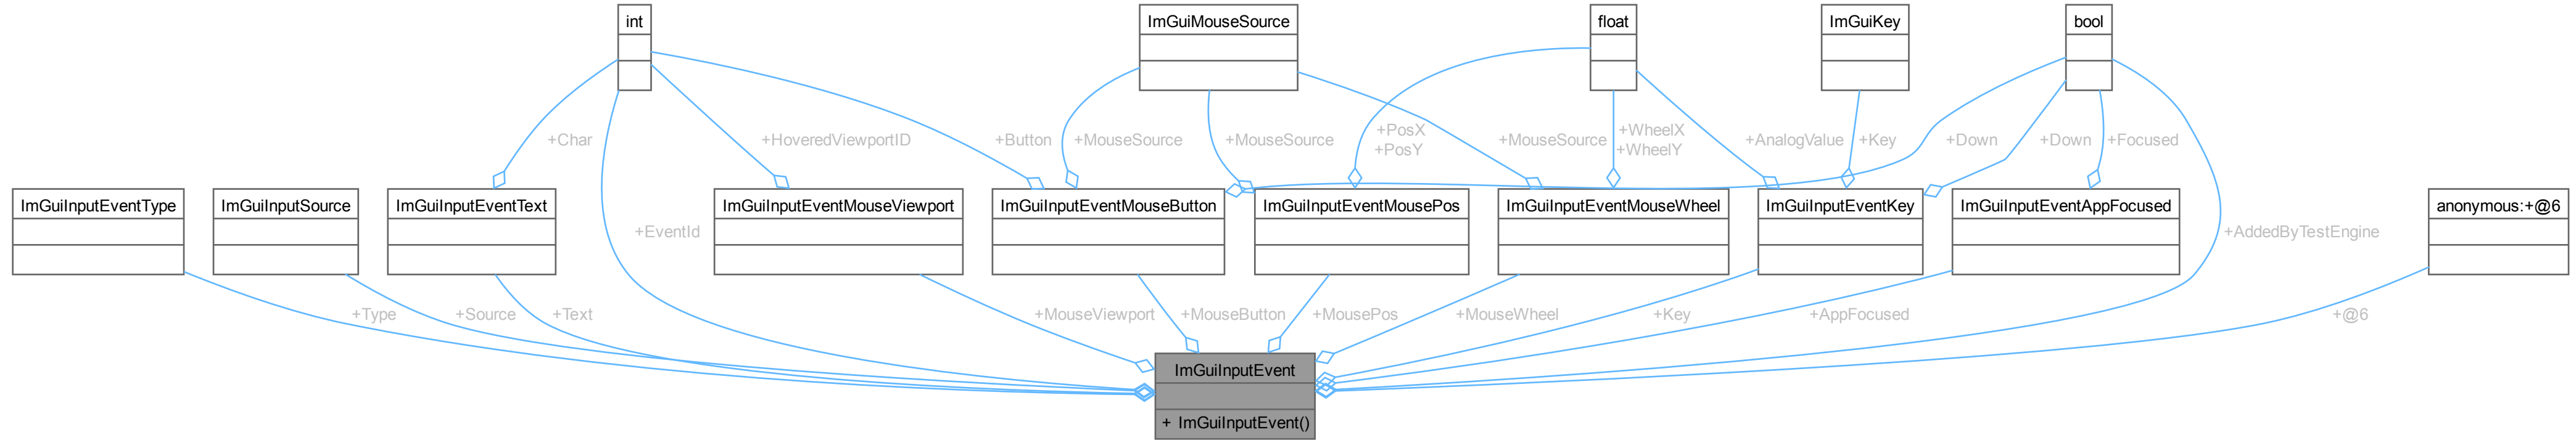 int
ImGuiMouseSource
float
ImGuiKey
bool
+Char
+HoveredViewportID
+Button
+MouseSource
+MouseSource
+PosX
+PosY
+MouseSource
+WheelX
+WheelY
+AnalogValue
+Key
+Down
+Down
+Focused
ImGuiInputEventType
ImGuiInputSource
ImGuiInputEventText
ImGuiInputEventMouseViewport
ImGuiInputEventMouseButton
ImGuiInputEventMousePos
ImGuiInputEventMouseWheel
ImGuiInputEventKey
ImGuiInputEventAppFocused
anonymous:+@6
+EventId
+AddedByTestEngine
+Type
+Source
+Text
+MouseViewport
+MouseButton
+MousePos
+MouseWheel
+Key
+AppFocused
+@6
ImGuiInputEvent
+ ImGuiInputEvent()